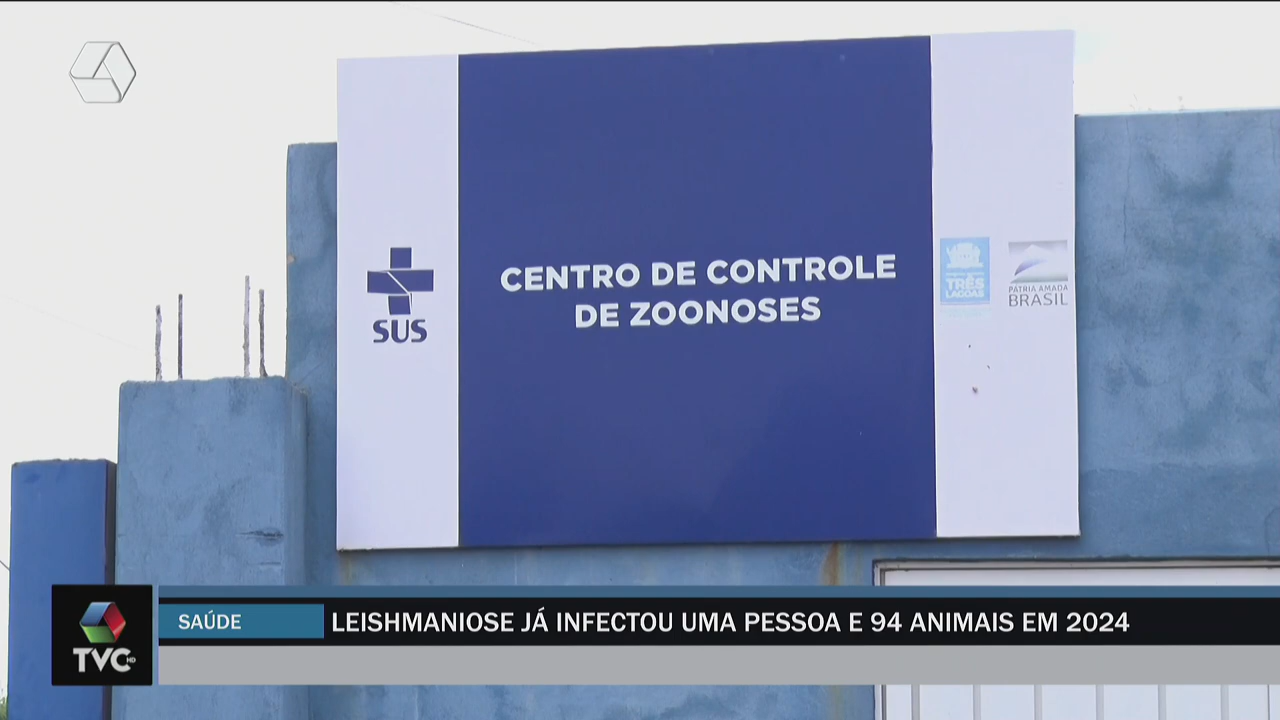 CENTRO DE CONTROLE
DE ZOONOSES
SUS
TRÊS
LAGOAS
PÁTRIA AMADA
BRASIL
SAÚDE
LEISHMANIOSE JÁ INFECTOU UMA PESSOA E 94 ANIMAIS EM 2024
TVC HD